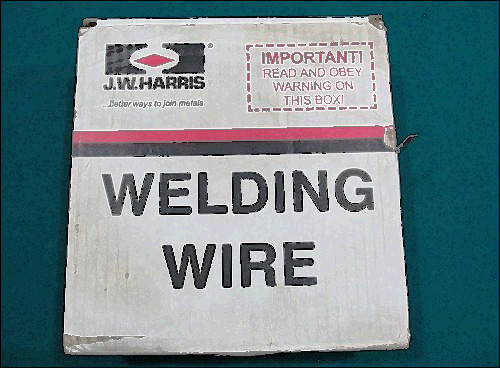 J.W.HARRIS®
Better ways to join metals
IMPORTANT!
READ AND OBEY
WARNING ON
THIS BOX!
WELDING
WIRE